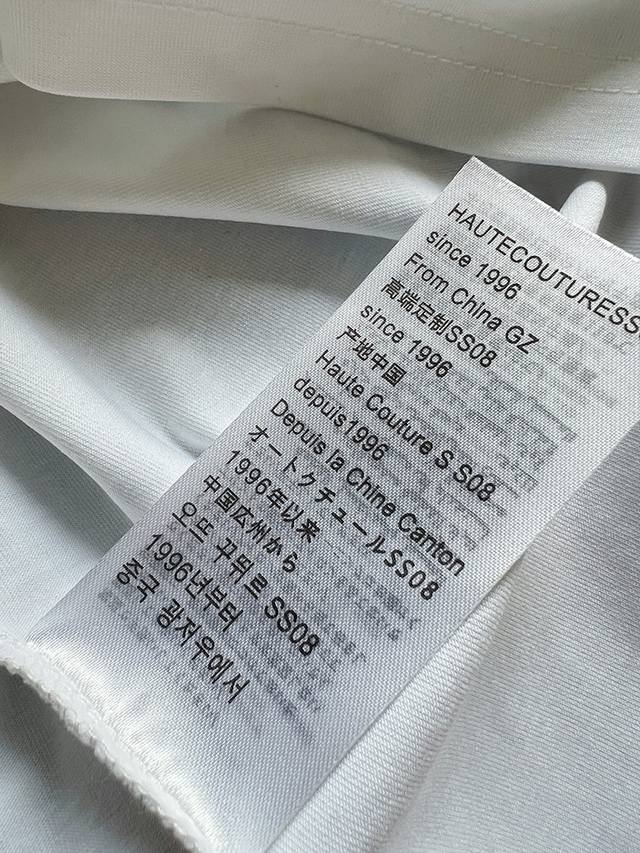 HAUTECOUTURESS
since 1996
From China GZ
高端定制SS08
since 1996
产地中国
Haute Couture S S08
depuis1996
Depuis la Chine Canton
オートクチュールSS08
1996年以来
中国広州から
오뜨 꾸뛰르 SS08
1996년부터
중국 광저우에서